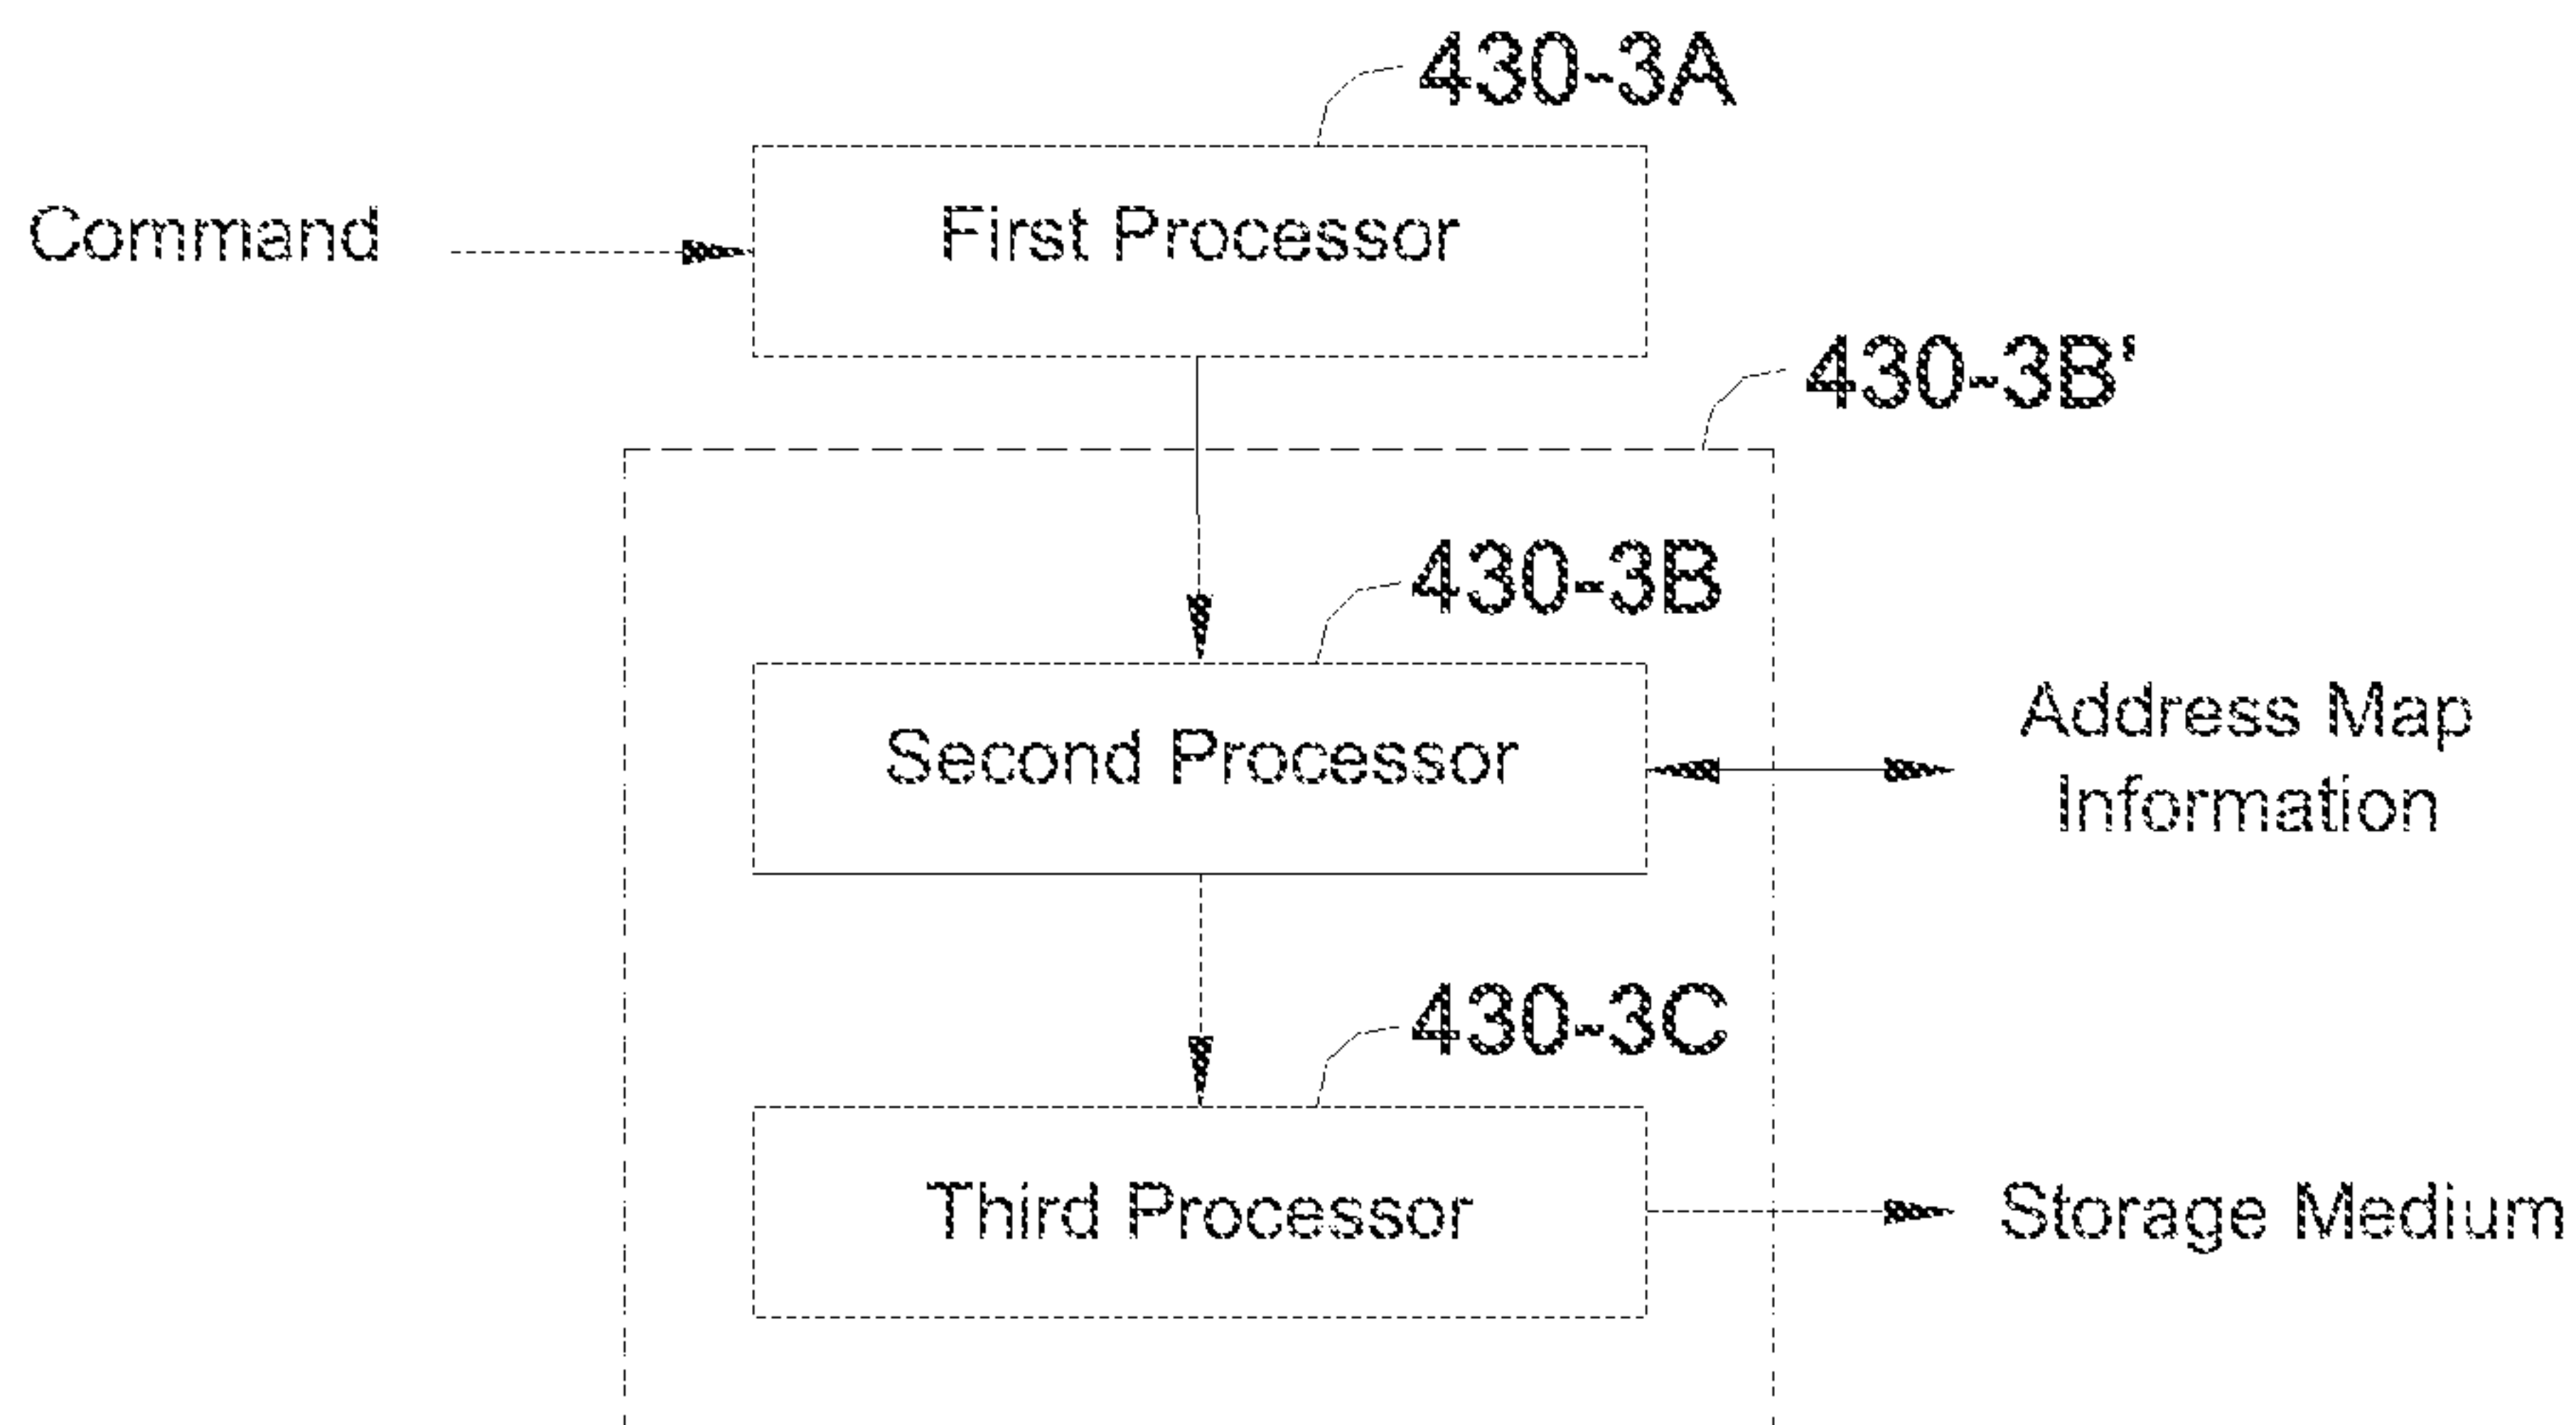 430-3A
Command
First Processor
430-3B'
430-3B
Second Processor
Address Map
Information
430-3C
Third Processor
Storage Medium